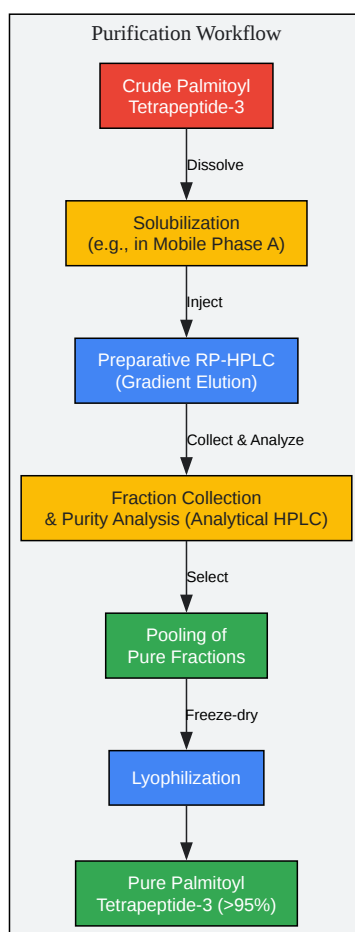 Purification Workflow
Crude Palmitoyl
Tetrapeptide-3
Dissolve
Solubilization
(e.g., in Mobile Phase A)
Inject
Preparative RP-HPLC
(Gradient Elution)
Collect & Analyze
Fraction Collection
& Purity Analysis (Analytical HPLC)
Select
Pooling of
Pure Fractions
Freeze-dry
Lyophilization
Pure Palmitoyl
Tetrapeptide-3 (>95%)